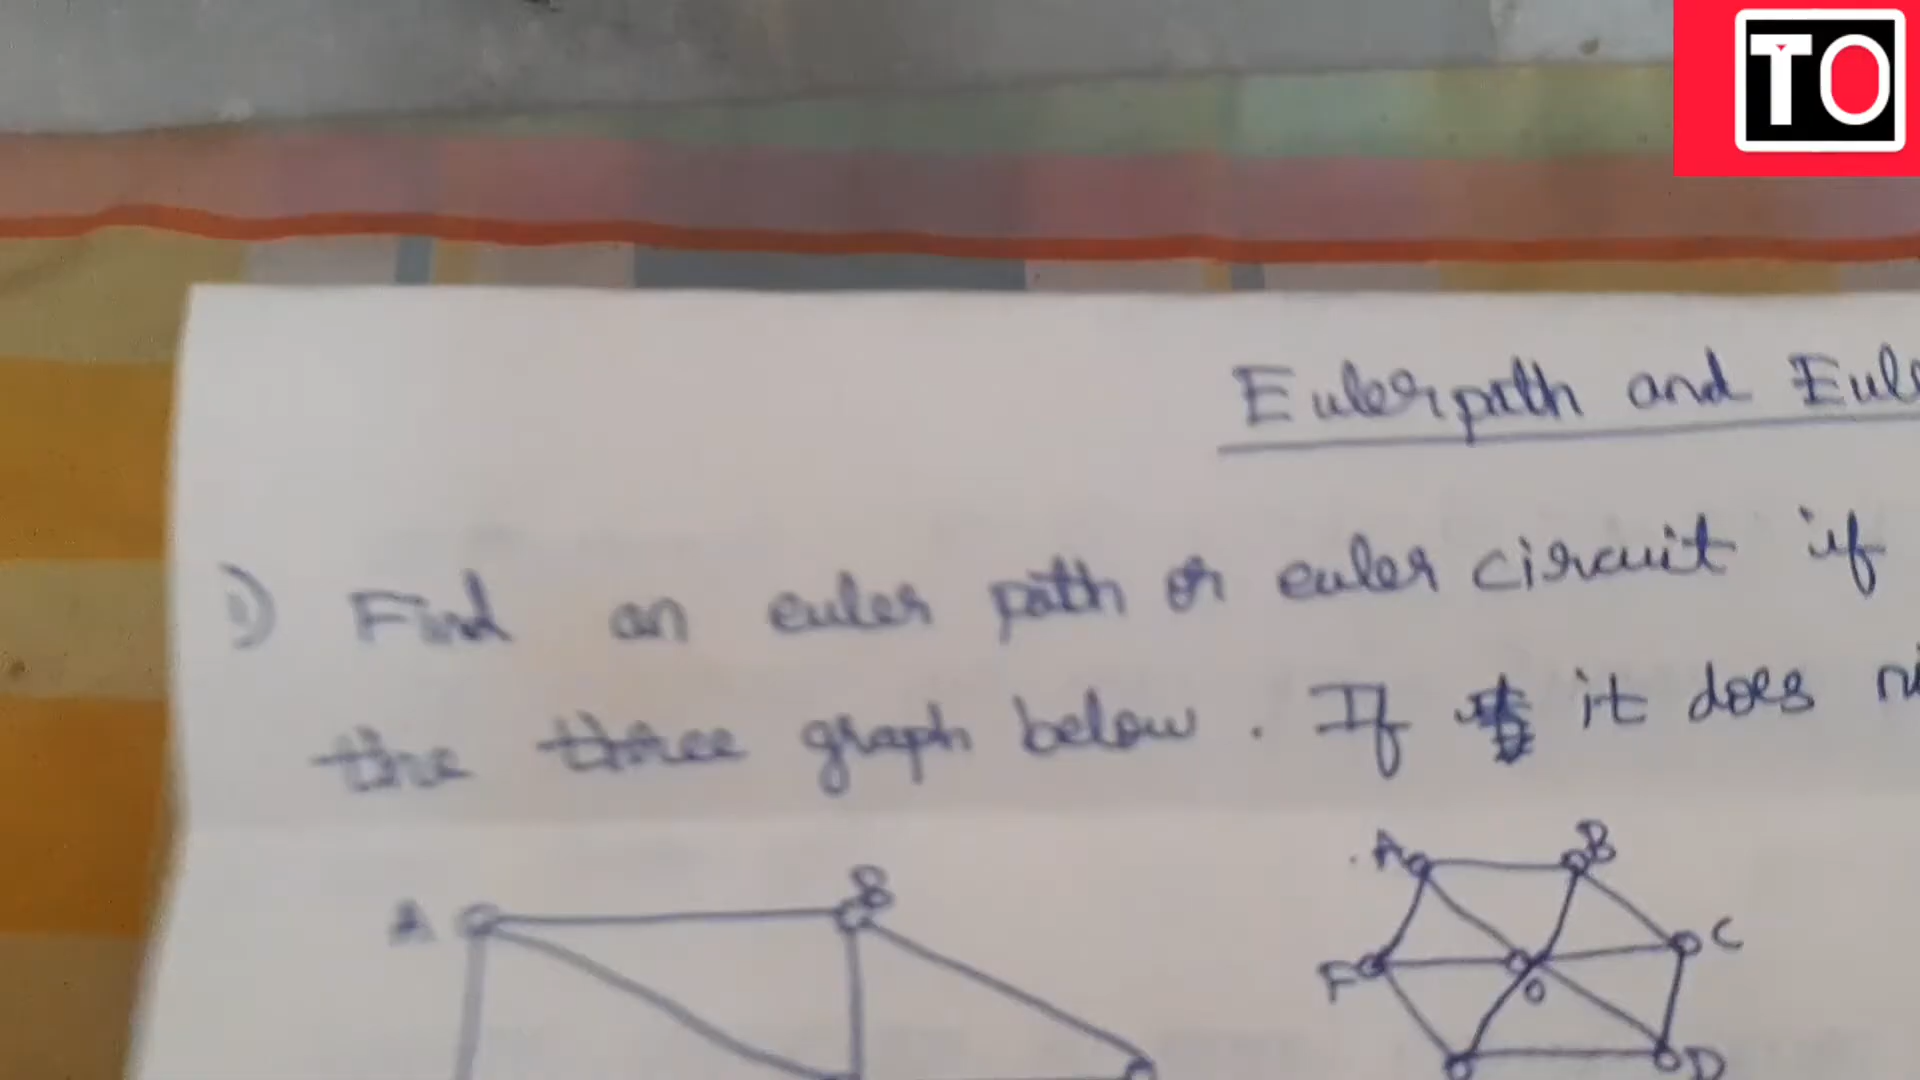 TO
Eulerpath and Eule
1) Find an euler path or euler circuit if
the three graph below. If it does
A B
A B
F C
O
D